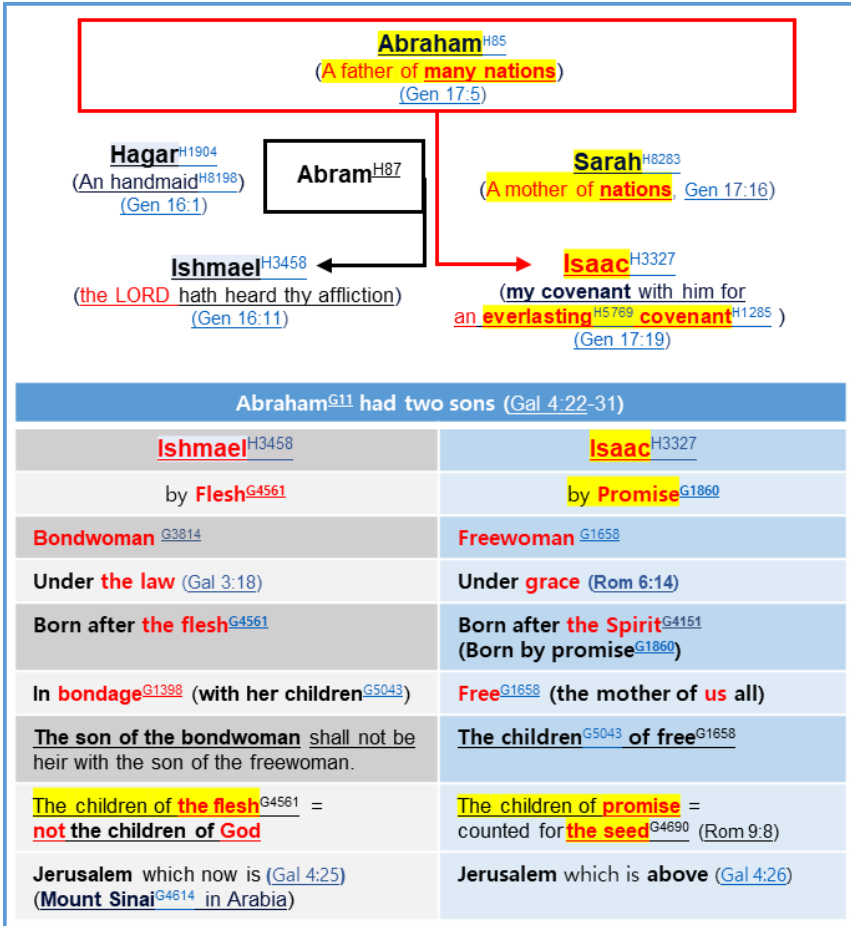 AbrahamH85
(A father of many nations)
(Gen 17:5)
HagarH1904
(An handmaidH8198)
(Gen 16:1)
AbramH87
SarahH8283
(A mother of nations, Gen 17:16)
IshmaelH3458
(the LORD hath heard thy affliction)
(Gen 16:11)
IsaacH3327
(my covenant with him for
an everlastingH5769 covenantH1285 )
(Gen 17:19)
AbrahamG11 had two sons (Gal 4:22-31)
IshmaelH3458
IsaacH3327
by FleshG4561
by PromiseG1860
Bondwoman G3814
Freewoman G1658
Under the law (Gal 3:18)
Under grace (Rom 6:14)
Born after the fleshG4561
Born after the SpiritG4151
(Born by promiseG1860)
In bondageG1398 (with her childrenG5043)
FreeG1658 (the mother of us all)
The son of the bondwoman shall not be
heir with the son of the freewoman.
The childrenG5043 of freeG1658
The children of the fleshG4561 =
not the children of God
The children of promise =
counted for the seedG4690 (Rom 9:8)
Jerusalem which now is (Gal 4:25)
(Mount SinaiG4614 in Arabia)
Jerusalem which is above (Gal 4:26)